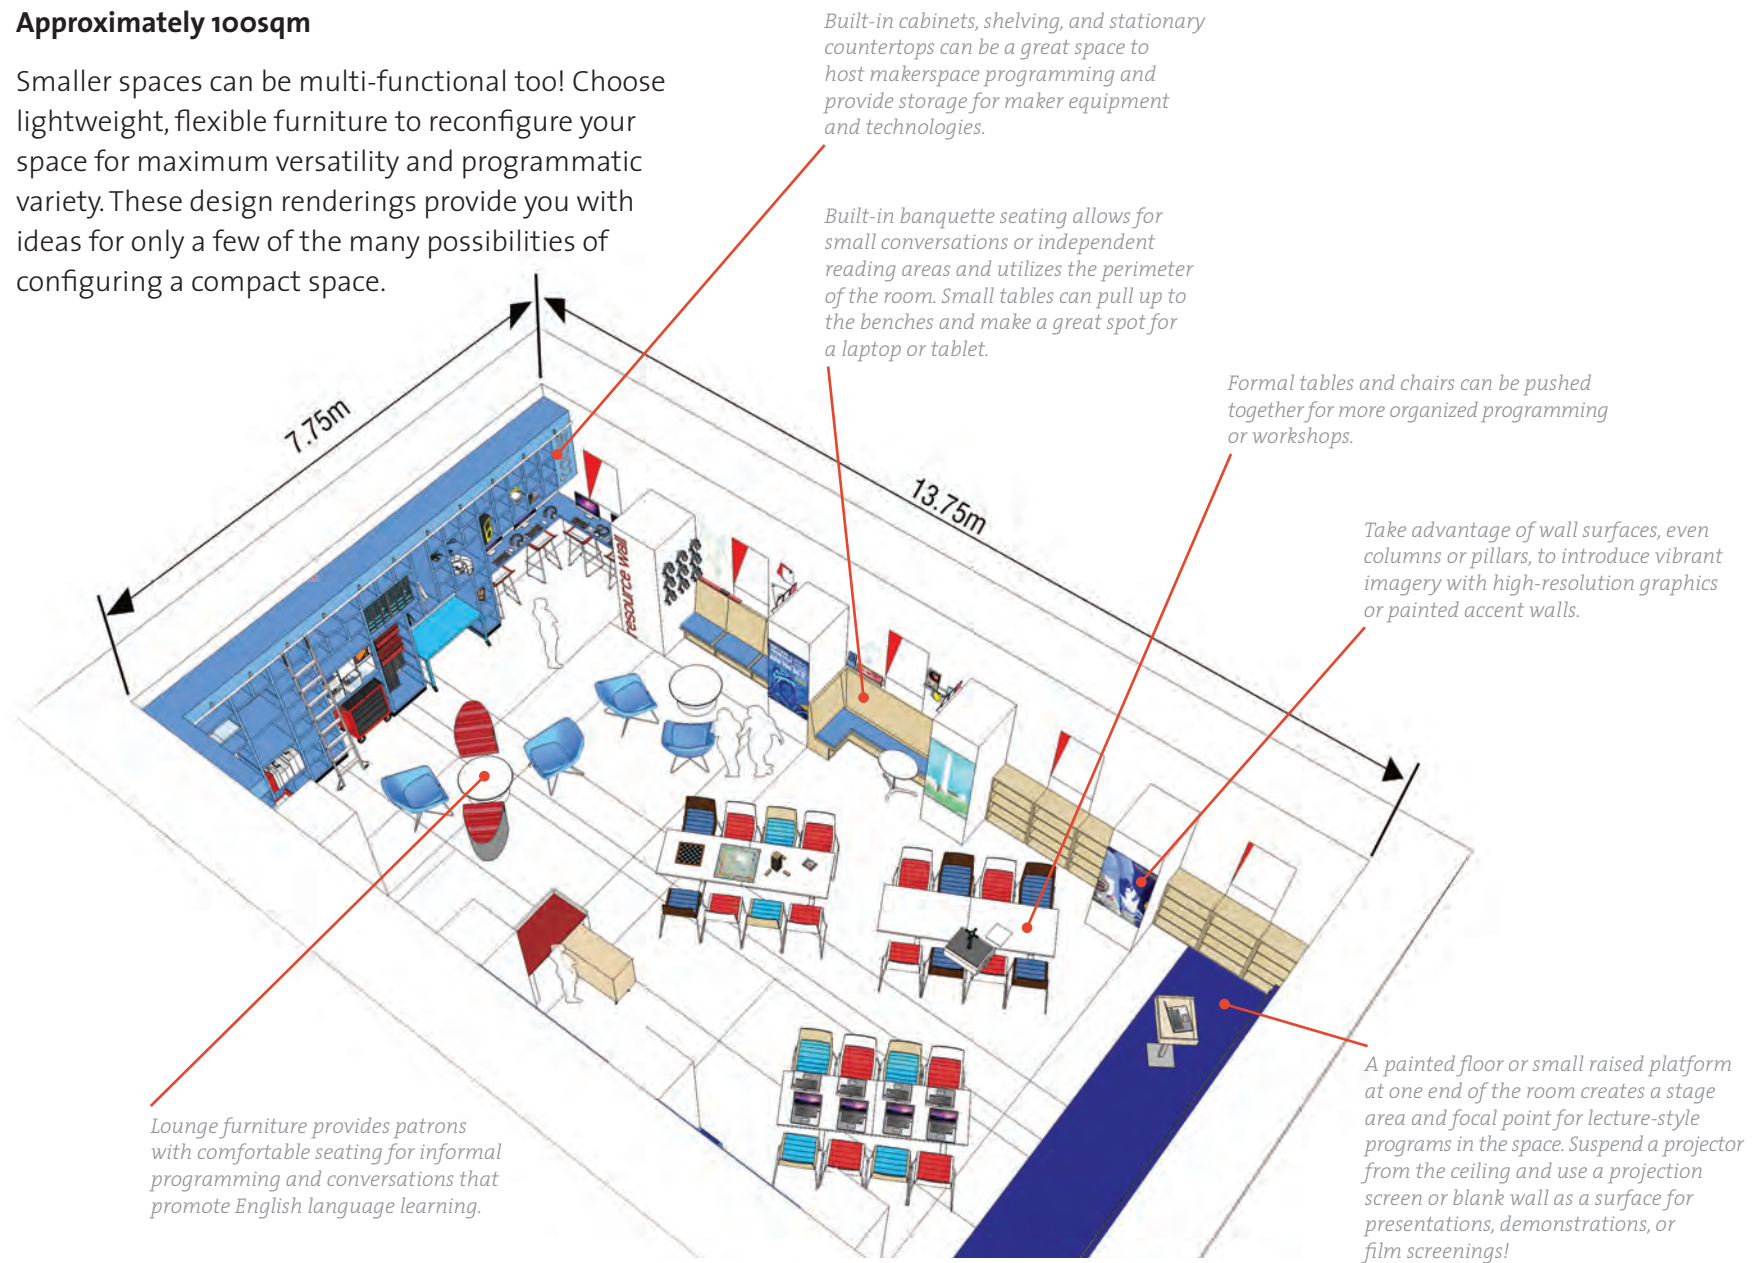 Approximately 100sqm
Smaller spaces can be multi-functional too! Choose
lightweight, flexible furniture to reconfigure your
space for maximum versatility and programmatic
variety. These design renderings provide you with
ideas for only a few of the many possibilities of
configuring a compact space.
Built-in cabinets, shelving, and stationary
countertops can be a great space to
host makerspace programming and
provide storage for maker equipment
and technologies.
Built-in banquette seating allows for
small conversations or independent
reading areas and utilizes the perimeter
of the room. Small tables can pull up to
the benches and make a great spot for
a laptop or tablet.
Formal tables and chairs can be pushed
together for more organized programming
or workshops.
Take advantage of wall surfaces, even
columns or pillars, to introduce vibrant
imagery with high-resolution graphics
or painted accent walls.
7.75m
13.75m
resource wall
A painted floor or small raised platform
at one end of the room creates a stage
area and focal point for lecture-style
programs in the space. Suspend a projector
from the ceiling and use a projection
screen or blank wall as a surface for
presentations, demonstrations, or
film screenings!
Lounge furniture provides patrons
with comfortable seating for informal
programming and conversations that
promote English language learning.